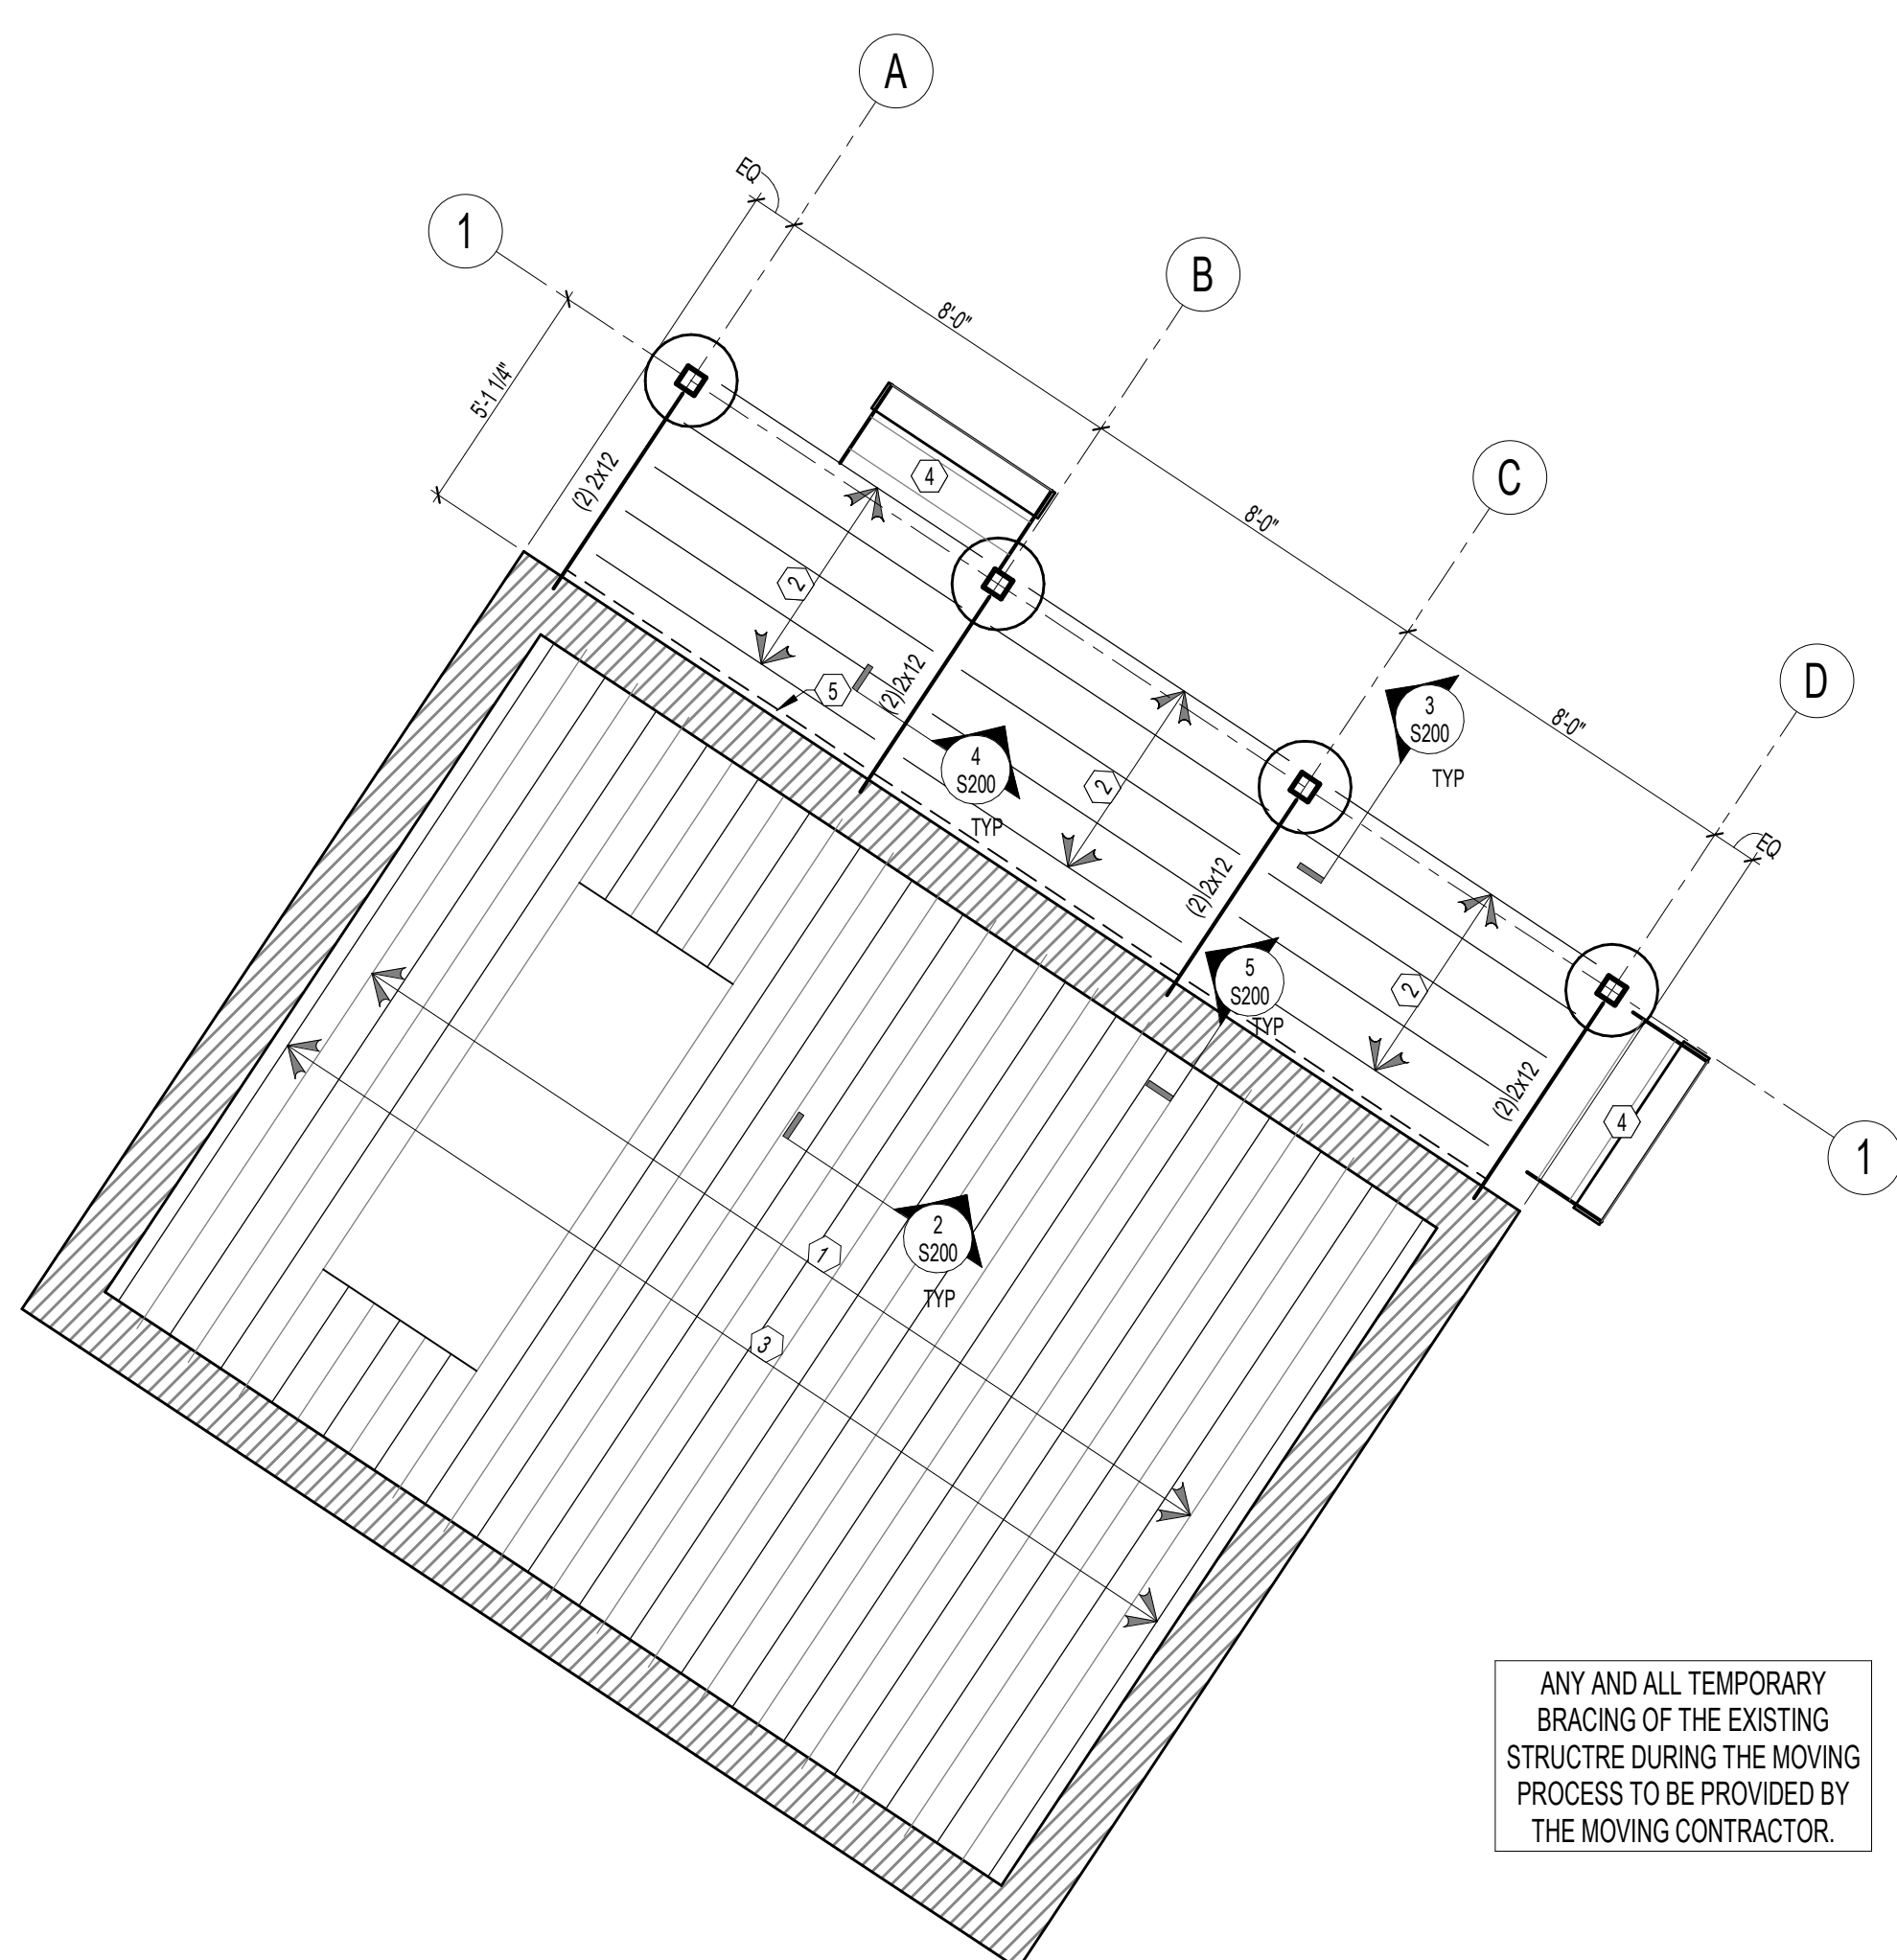 A
EQ
1
B
8'-0"
5'-1 1/4"
(2) 2x12
4
C
8'-0"
2
D
(2) 2x12
5
3
S200
TYP
8'-0"
4
S200
TYP
2
EQ
(2) 2x12
5
S200
TYP
2
(2) 2x12
4
1
2
S200
TYP
1
3
ANY AND ALL TEMPORARY
BRACING OF THE EXISTING
STRUCTRE DURING THE MOVING
PROCESS TO BE PROVIDED BY
THE MOVING CONTRACTOR.